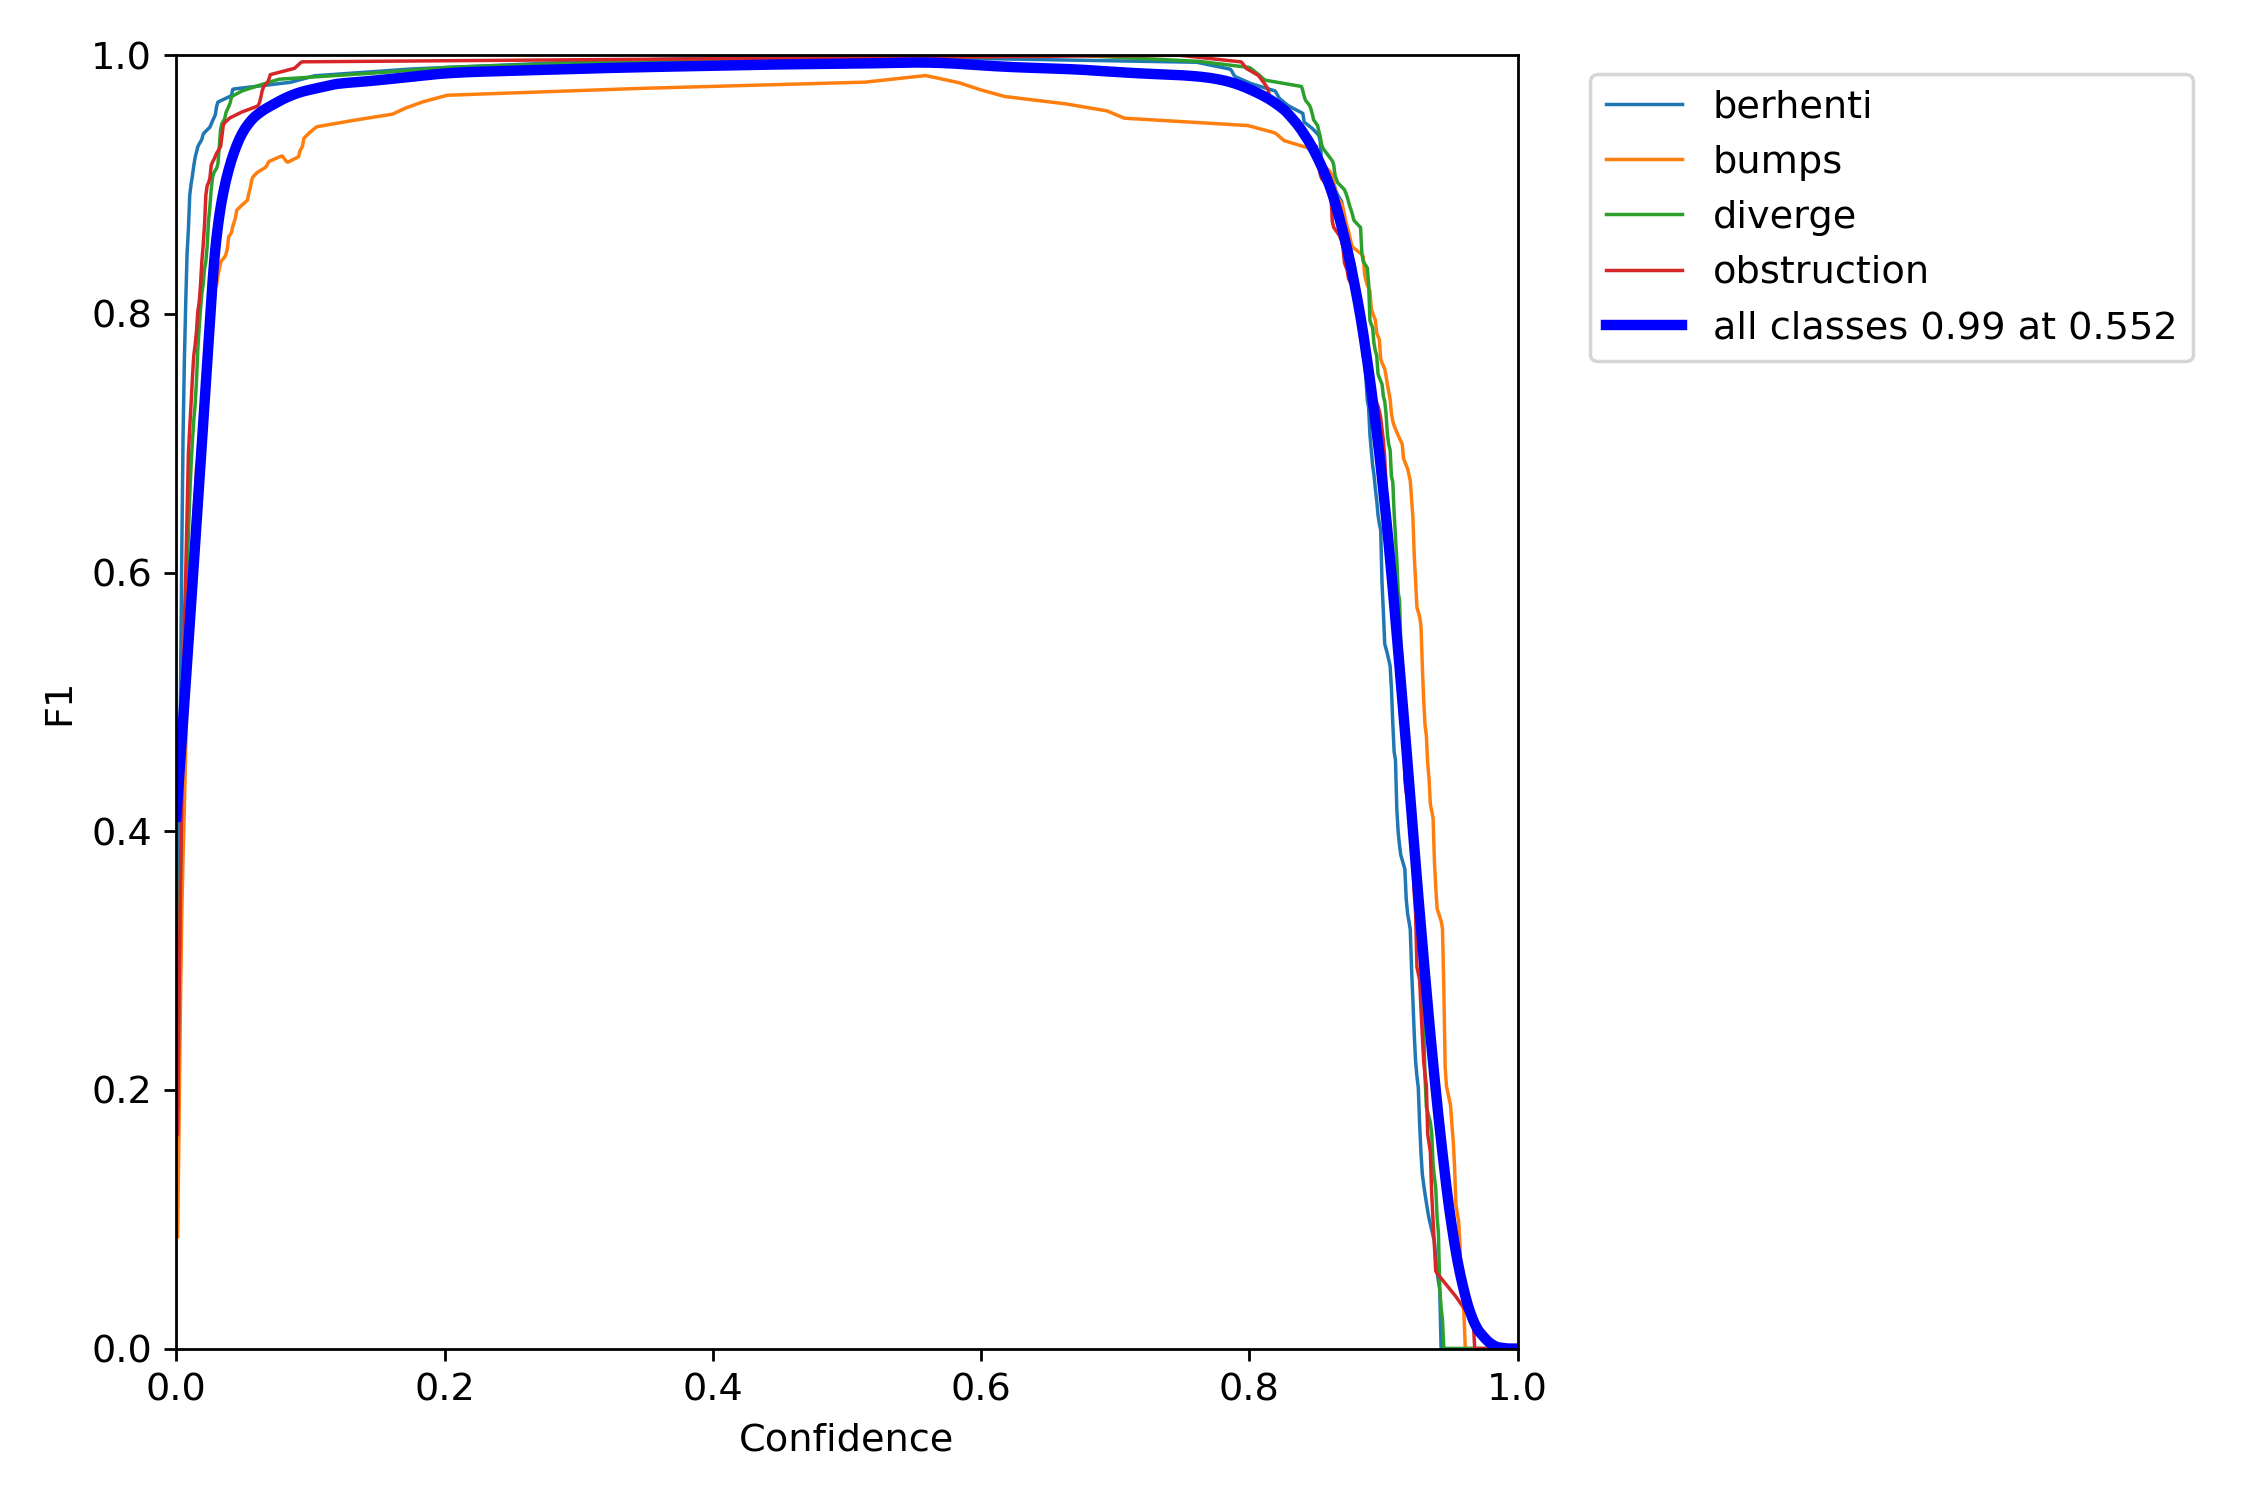 1.0
0.8
0.6
0.4
0.2
0.0
F1
0.0 0.2 0.4 0.6 0.8 1.0
Confidence
berhenti
bumps
diverge
obstruction
all classes 0.99 at 0.552